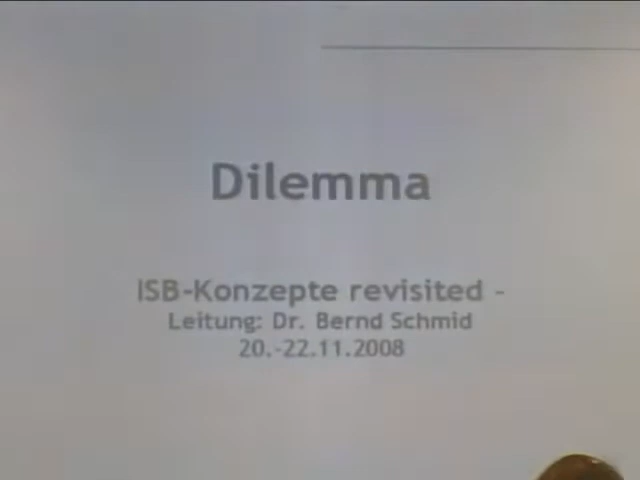 Dilemma
ISB-Konzepte revisited -
Leitung: Dr. Bernd Schmid
20.-22.11.2008